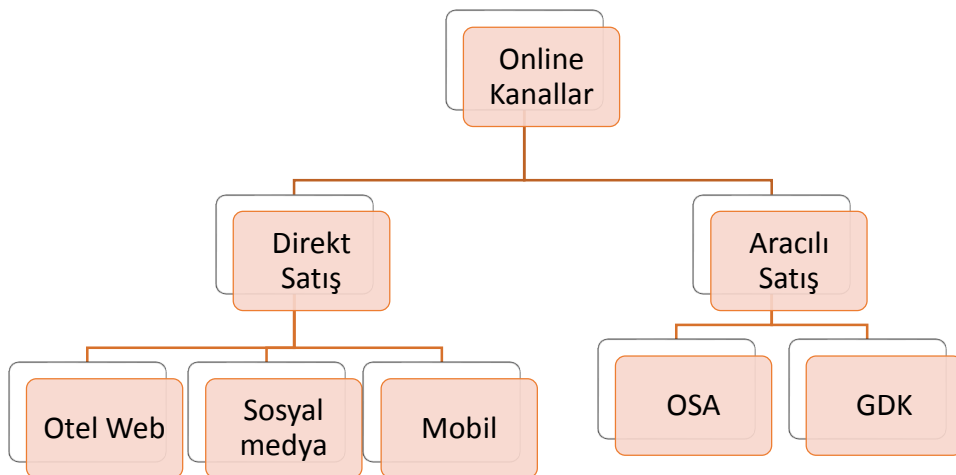 Online
Kanallar
Direkt
Satış
Aracılı
Satış
Otel Web
Sosyal
medya
Mobil
OSA
GDK